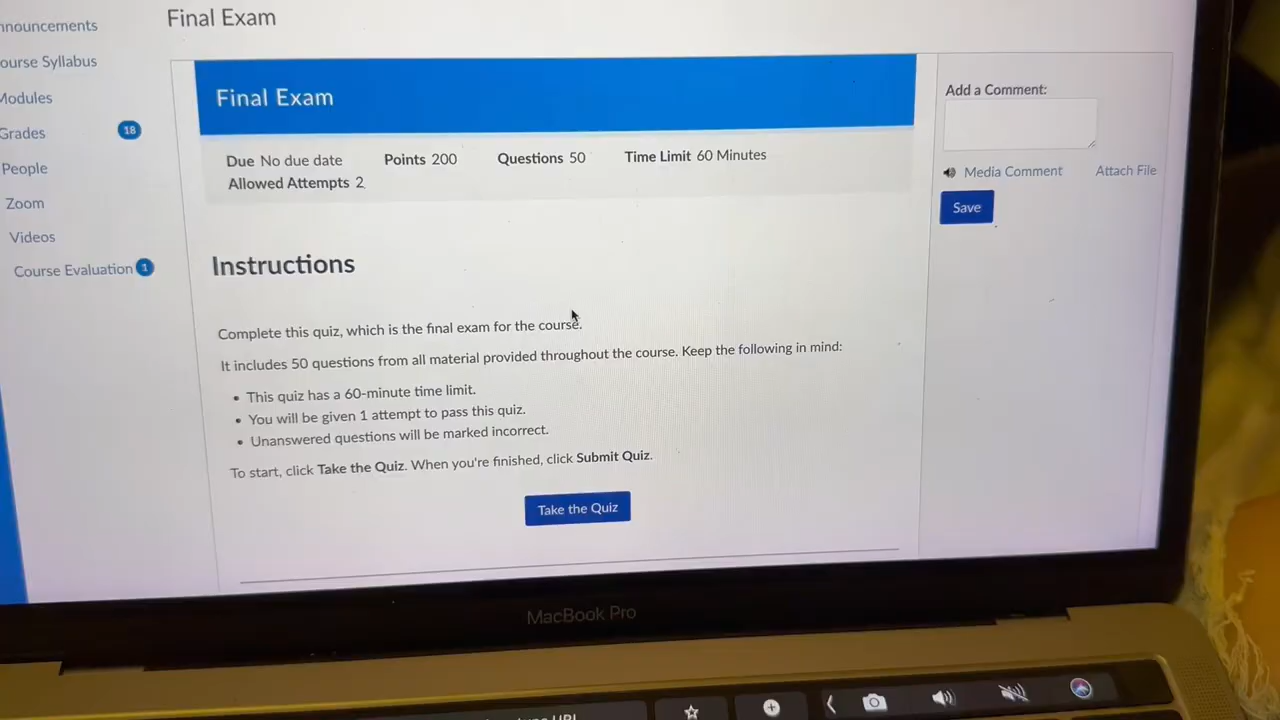 Final Exam
nnouncements
ourse Syllabus
Modules
Grades 18
People
Zoom
Videos
Course Evaluation 1
Final Exam
Due No due date Points 200 Questions 50 Time Limit 60 Minutes
Allowed Attempts 2
Instructions
Complete this quiz, which is the final exam for the course.
It includes 50 questions from all material provided throughout the course. Keep the following in mind:
• This quiz has a 60-minute time limit.
• You will be given 1 attempt to pass this quiz.
• Unanswered questions will be marked incorrect.
To start, click Take the Quiz. When you're finished, click Submit Quiz.
Take the Quiz
Add a Comment:
Media Comment Attach File
Save
MacBook Pro